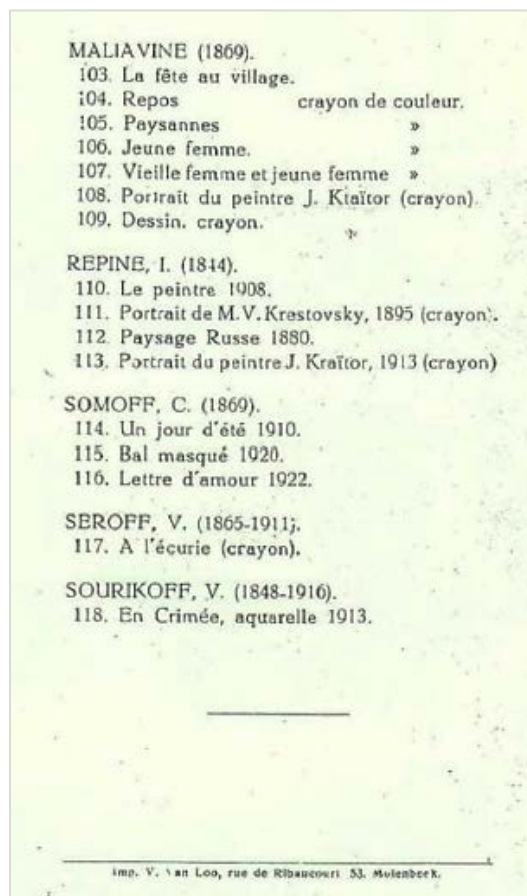 MALIAVINE (1869).
103. La fête au village.
104. Repos crayon de couleur.
105. Paysannes »
106. Jeune femme. »
107. Vieille femme et jeune femme »
108. Portrait du peintre J. Ktaïtor (crayon).
109. Dessin. crayon.
REPINE, I. (1844).
110. Le peintre 1908.
111. Portrait de M.V. Krestovsky, 1895 (crayon).
112. Paysage Russe 1880.
113. Portrait du peintre J. Kraïtor, 1913 (crayon)
SOMOFF, C. (1869).
114. Un jour d'été 1910.
115. Bal masqué 1920.
116. Lettre d'amour 1922.
SEROFF, V. (1865-1911).
117. A l'écurie (crayon).
SOURIKOFF, V. (1848-1916).
118. En Crimée, aquarelle 1913.
Imp. V. Van Loo, rue de Ribaucourt 53. Molenbeek.